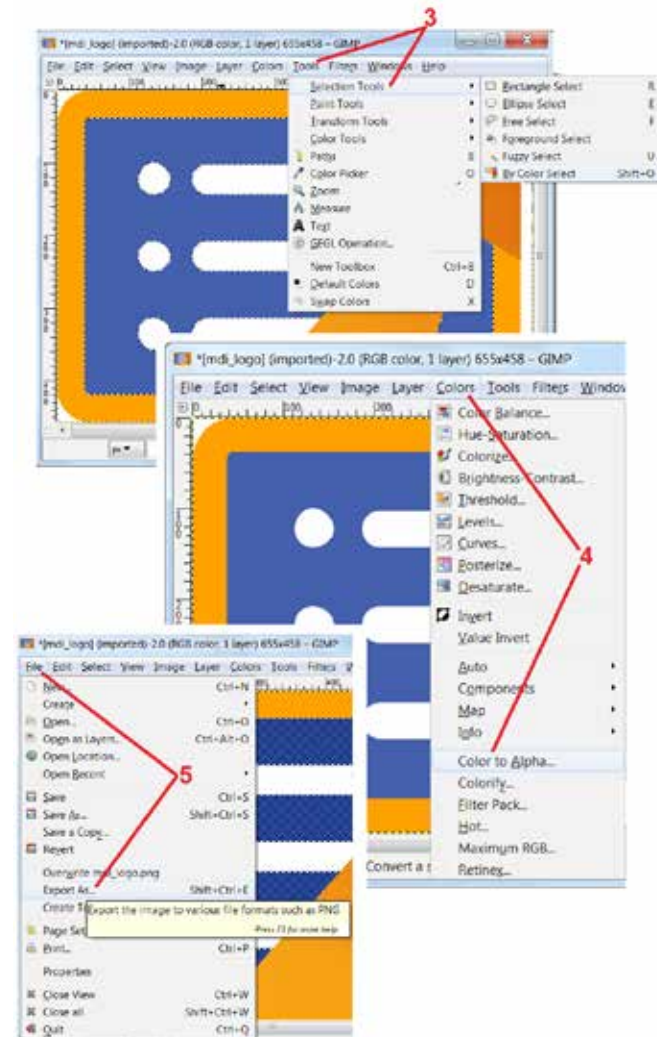 3
*[mdi_logo] (imported)-2.0 (RGB color, 1 layer) 655x458 – GIMP
File Edit Select View Image Layer Colors Tools Filters Windows Help
Selection Tools
Paint Tools
Transform Tools
Color Tools
Paths B
Color Picker O
Zoom
Measure
Text
GEGL Operation...
New Toolbox Ctrl+B
Default Colors D
Swap Colors X
Rectangle Select R
Ellipse Select E
Free Select F
Foreground Select
Fuzzy Select U
By Color Select Shift+O
px
*[mdi_logo] (imported)-2.0 (RGB color, 1 layer) 655x458 – GIMP
File Edit Select View Image Layer Colors Tools Filters Window
100 200
Color Balance...
Hue-Saturation...
Colorize...
Brightness-Contrast...
Threshold...
Levels...
Curves...
Posterize...
Desaturate...
Invert
Value Invert
Auto
Components
Map
Info
Color to Alpha...
Colorify...
Filter Pack...
Hot...
Maximum RGB...
Retinex...
4
Convert a s
*[mdi_logo] (imported)-2.0 (RGB color, 1 layer) 655x458 – GIMP
File Edit Select View Image Layer Colors Tools Filters
New... Ctrl+N
Create
Open... Ctrl+O
Open as Layers... Ctrl+Alt+O
Open Location...
Open Recent
5
Save Ctrl+S
Save As... Shift+Ctrl+S
Save a Copy...
Revert
Overwrite mdi_logo.png
Export As... Shift+Ctrl+E
Create T
Export the image to various file formats such as PNG
Press F1 for more help
Page Set
Print... Ctrl+P
Properties
Close View Ctrl+W
Close all Shift+Ctrl+W
Quit Ctrl+Q